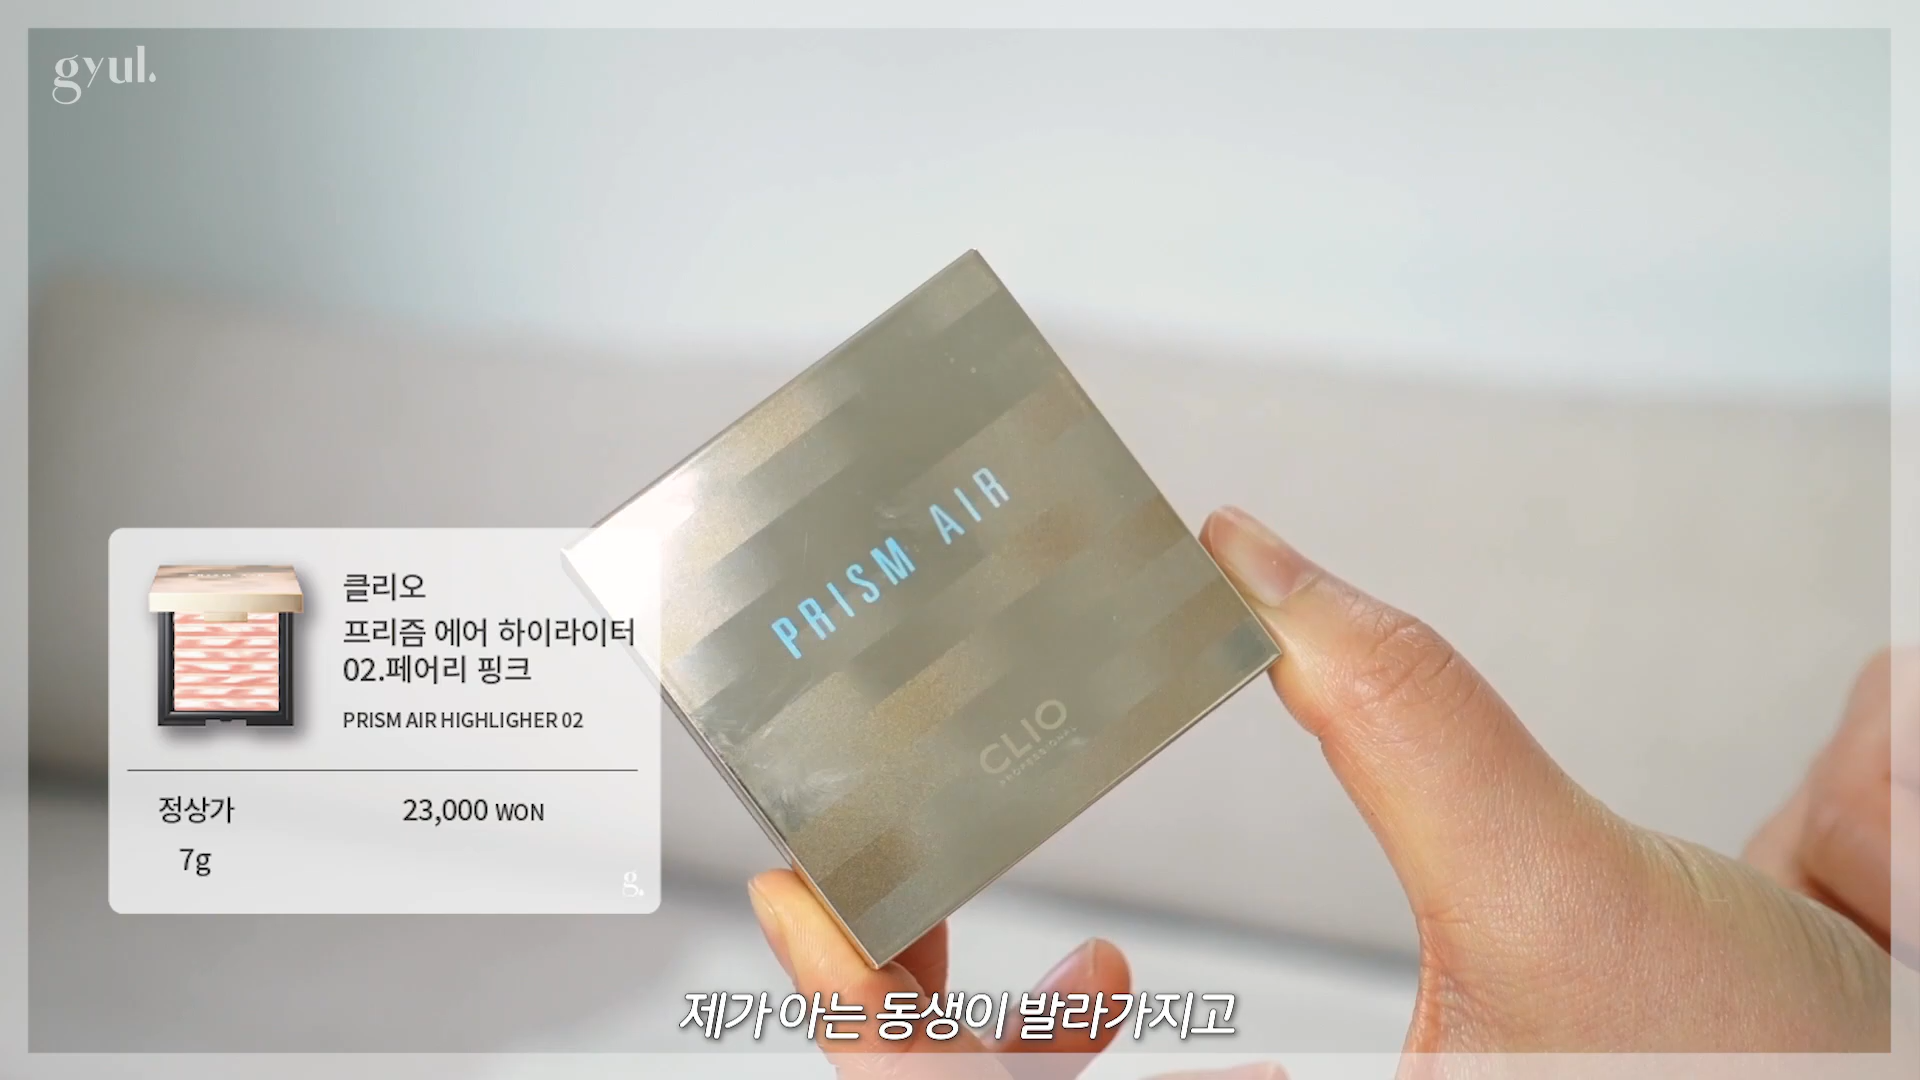 gyul.
PRISM AIR
CLIO
PROFESSIONAL
클리오
프리즘 에어 하이라이터
02.페어리 핑크
PRISM AIR HIGHLIGHER 02
정상가 23,000 WON
7g
g.
제가 아는 동생이 발라가지고